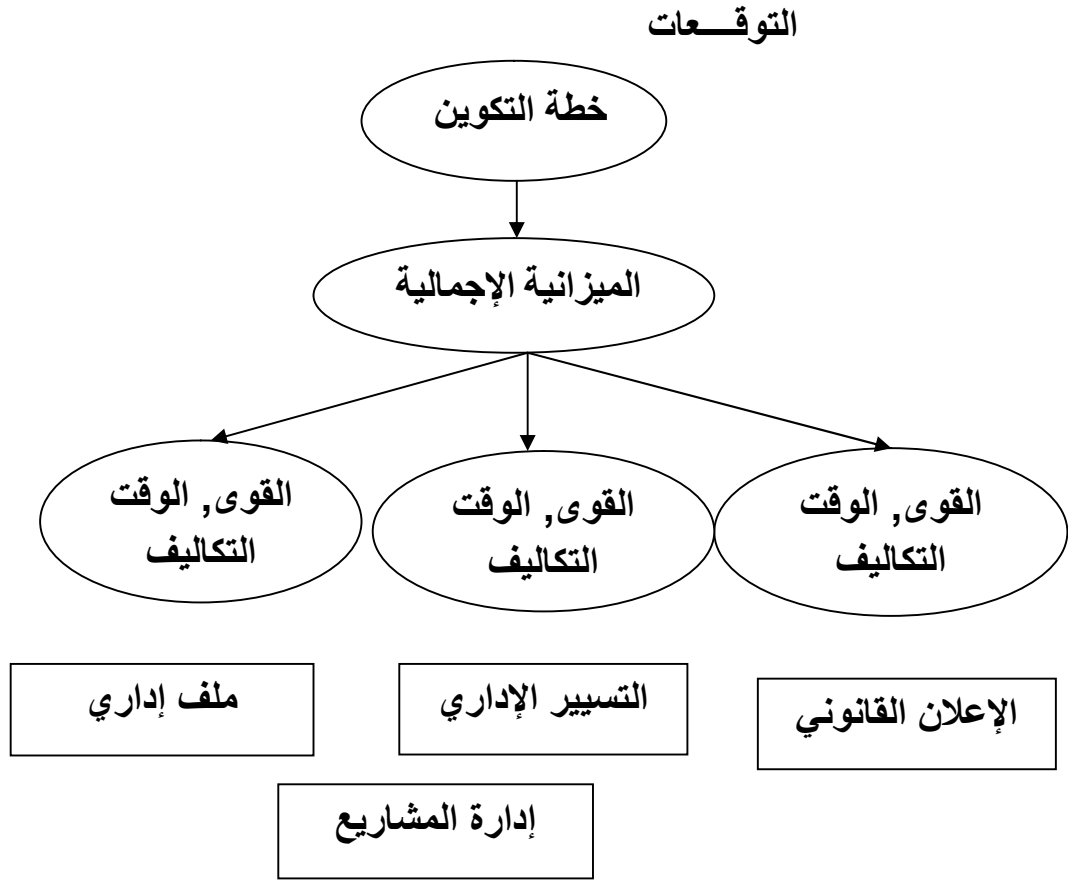 التوقـــعات
خطة التكوين
الميزانية الإجمالية
القوى, الوقت
التكاليف
القوى, الوقت
التكاليف
القوى, الوقت
التكاليف
الإعلان القانوني
التسيير الإداري
ملف إداري
إدارة المشاريع